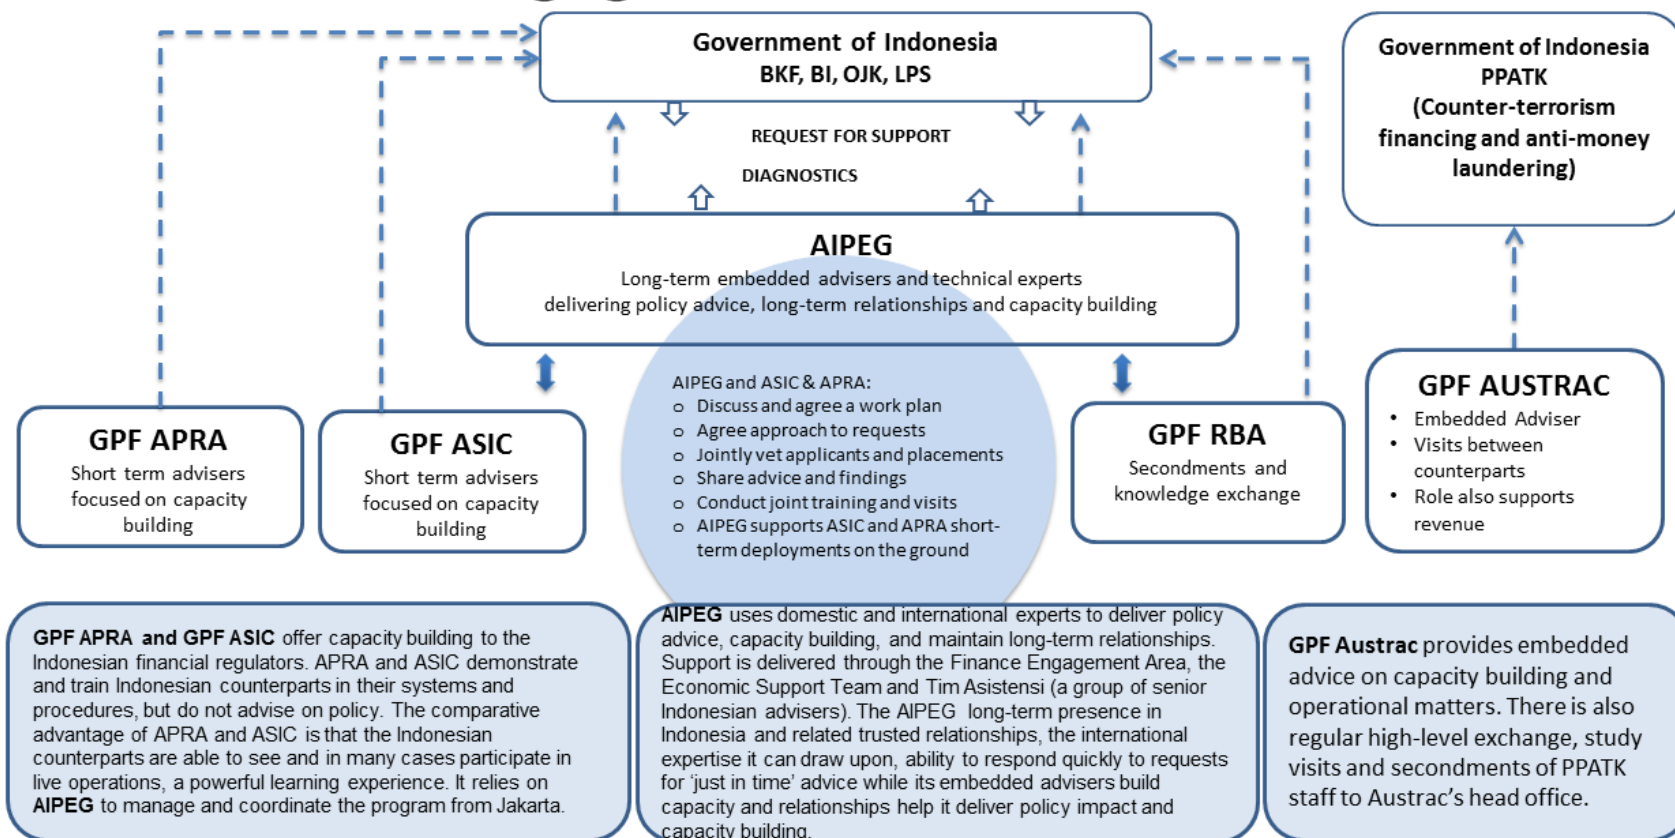 Government of Indonesia
BKF, BI, OJK, LPS
Government of Indonesia
PPATK
(Counter-terrorism
financing and anti-money
laundering)
REQUEST FOR SUPPORT
DIAGNOSTICS
AIPEG
Long-term embedded advisers and technical experts
delivering policy advice, long-term relationships and capacity building
GPF APRA
Short term advisers
focused on capacity
building
GPF ASIC
Short term advisers
focused on capacity
building
AIPEG and ASIC & APRA:
o Discuss and agree a work plan
o Agree approach to requests
o Jointly vet applicants and placements
o Share advice and findings
o Conduct joint training and visits
o AIPEG supports ASIC and APRA short-
term deployments on the ground
GPF RBA
Secondments and
knowledge exchange
GPF AUSTRAC
• Embedded Adviser
• Visits between
counterparts
• Role also supports
revenue
GPF APRA and GPF ASIC offer capacity building to the
Indonesian financial regulators. APRA and ASIC demonstrate
and train Indonesian counterparts in their systems and
procedures, but do not advise on policy. The comparative
advantage of APRA and ASIC is that the Indonesian
counterparts are able to see and in many cases participate in
live operations, a powerful learning experience. It relies on
AIPEG to manage and coordinate the program from Jakarta.
AIPEG uses domestic and international experts to deliver policy
advice, capacity building, and maintain long-term relationships.
Support is delivered through the Finance Engagement Area, the
Economic Support Team and Tim Asistensi (a group of senior
Indonesian advisers). The AIPEG long-term presence in
Indonesia and related trusted relationships, the international
expertise it can draw upon, ability to respond quickly to requests
for ‘just in time’ advice while its embedded advisers build
capacity and relationships help it deliver policy impact and
capacity building.
GPF Austrac provides embedded
advice on capacity building and
operational matters. There is also
regular high-level exchange, study
visits and secondments of PPATK
staff to Austrac’s head office.